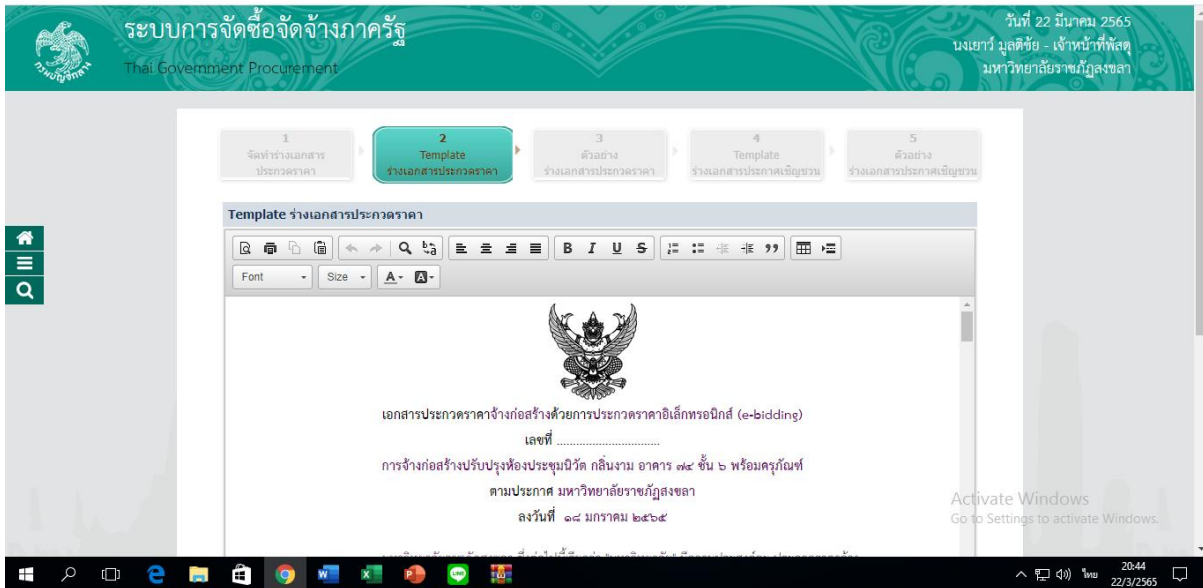 ระบบการจัดซื้อจัดจ้างภาครัฐ
Thai Government Procurement
วันที่ 22 มีนาคม 2565
นงเยาว์ มูลติชัย - เจ้าหน้าที่พัสดุ
มหาวิทยาลัยราชภัฏสงขลา
กรมบัญชีกลาง
1
จัดทำร่างเอกสาร
ประกวดราคา
2
Template
ร่างเอกสารประกวดราคา
3
ตัวอย่าง
ร่างเอกสารประกวดราคา
4
Template
ร่างเอกสารประกาศเชิญชวน
5
ตัวอย่าง
ร่างเอกสารประกาศเชิญชวน
Template ร่างเอกสารประกวดราคา
B I U S
Font Size A A
เอกสารประกวดราคาจ้างก่อสร้างด้วยการประกวดราคาอิเล็กทรอนิกส์ (e-bidding)
เลขที่ ................................
การจ้างก่อสร้างปรับปรุงห้องประชุมนิวัต กลิ่นงาม อาคาร ๗๔ ชั้น ๖ พร้อมครุภัณฑ์
ตามประกาศ มหาวิทยาลัยราชภัฏสงขลา
ลงวันที่ ๑๘ มกราคม ๒๕๖๕
Activate Windows
Go to Settings to activate Windows.
ไทย
20:44
22/3/2565